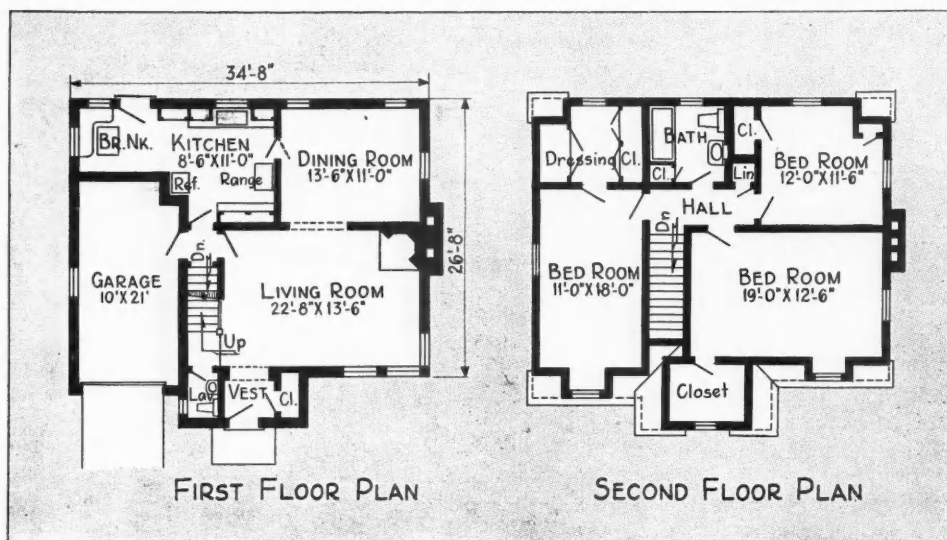 34'-8"
BR.NK.
KITCHEN
8'-6"X11'-0"
Ref.
Range
DINING ROOM
13'-6"X11'-0"
26'-8"
GARAGE
10'X21'
Dn.
LIVING ROOM
22'-8"X13'-6"
Up
Lav.
VEST.
Cl.
FIRST FLOOR PLAN
Dressing
Cl.
BATH
Cl.
Cl.
Lin
BED ROOM
12'-0"X11'-6"
HALL
Dn
BED ROOM
11'-0"X18'-0"
BED ROOM
19'-0"X12'-6"
Closet
SECOND FLOOR PLAN